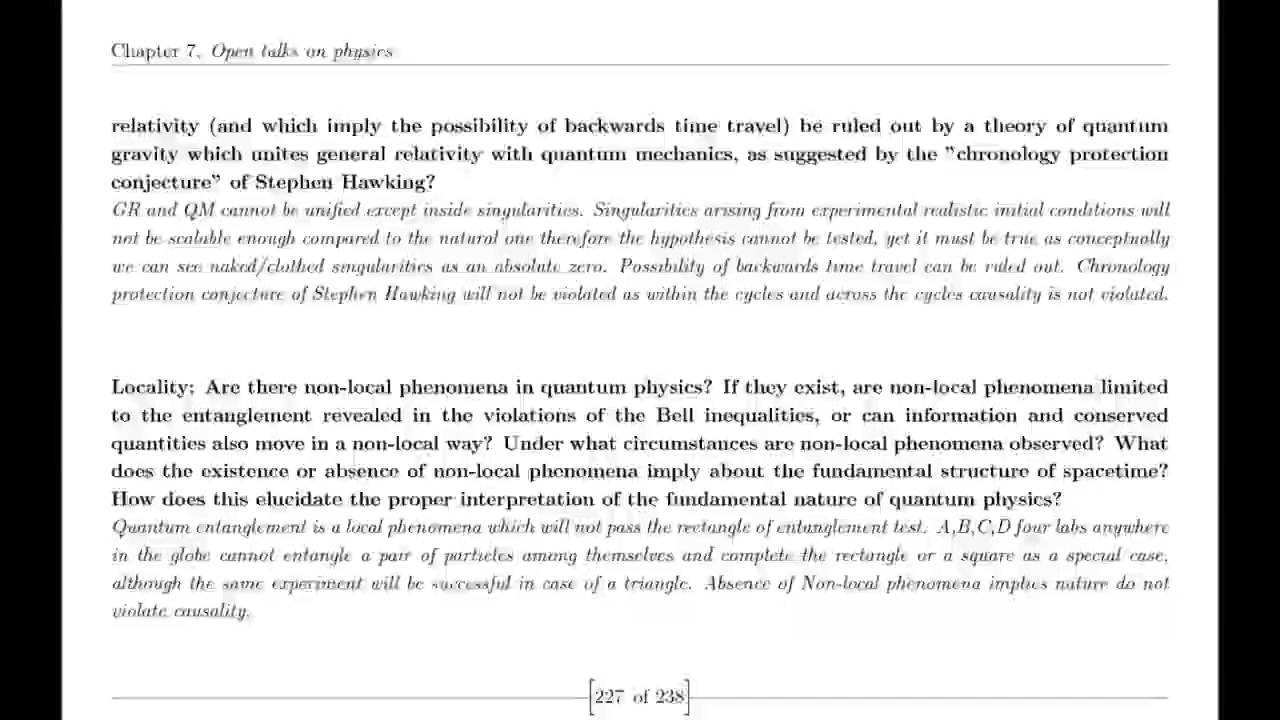 Chapter 7. Open talks on physics
relativity (and which imply the possibility of backwards time travel) be ruled out by a theory of quantum
gravity which unites general relativity with quantum mechanics, as suggested by the "chronology protection
conjecture" of Stephen Hawking?
GR and QM cannot be unified except inside singularities. Singularities arising from experimental realistic initial conditions will
not be scalable enough compared to the natural one therefore the hypothesis cannot be tested, yet it must be true as conceptually
we can see naked/clothed singularities as an absolute zero. Possibility of backwards time travel can be ruled out. Chronology
protection conjecture of Stephen Hawking will not be violated as within the cycles and across the cycles causality is not violated.
Locality: Are there non-local phenomena in quantum physics? If they exist, are non-local phenomena limited
to the entanglement revealed in the violations of the Bell inequalities, or can information and conserved
quantities also move in a non-local way? Under what circumstances are non-local phenomena observed? What
does the existence or absence of non-local phenomena imply about the fundamental structure of spacetime?
How does this elucidate the proper interpretation of the fundamental nature of quantum physics?
Quantum entanglement is a local phenomena which will not pass the rectangle of entanglement test. A,B,C,D four labs anywhere
in the globe cannot entangle a pair of particles among themselves and complete the rectangle or a square as a special case,
although the same experiment will be successful in case of a triangle. Absence of Non-local phenomena implies nature do not
violate causality.
227 of 238